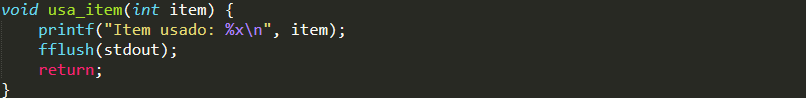 void usa_item(int item) {
    printf("Item usado: %x\n", item);
    fflush(stdout);
    return;
}